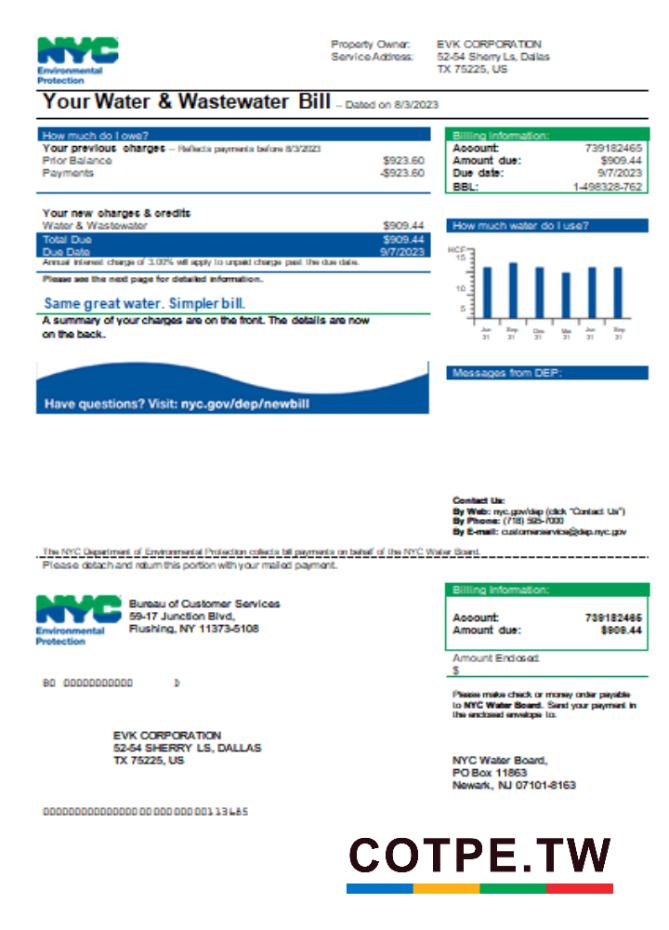 NYC
Environmental
Protection
Property Owner: EVK CORPORATION
Service Address: 52-54 Sherry Ls, Dallas
TX 75225, US
Your Water & Wastewater Bill – Dated on 8/3/2023
How much do I owe?
Your previous charges – Reflects payments before 8/3/2023
Prior Balance $923.60
Payments -$923.60
Your new charges & credits
Water & Wastewater $909.44
Total Due $909.44
Due Date 9/7/2023
Annual interest charge of 3.00% will apply to unpaid charge past the due date.
Please see the next page for detailed information.
Same great water. Simpler bill.
A summary of your charges are on the front. The details are now
on the back.
Have questions? Visit: nyc.gov/dep/newbill
Billing Information:
Account: 739182465
Amount due: $909.44
Due date: 9/7/2023
BBL: 1-498328-762
How much water do I use?
HCF
15
10
5
Jun Sep Dec Mar Jun Sep
31 31 31 31 31 31
Messages from DEP:
Contact Us:
By Web: nyc.gov/dep (click "Contact Us")
By Phone: (718) 595-7000
By E-mail: customerservice@dep.nyc.gov
The NYC Department of Environmental Protection collects bill payments on behalf of the NYC Water Board.
Please detach and return this portion with your mailed payment.
NYC
Environmental
Protection
Bureau of Customer Services
59-17 Junction Blvd,
Flushing, NY 11373-5108
Billing Information:
Account: 739182465
Amount due: $909.44
Amount Enclosed:
$
Please make check or money order payable
to NYC Water Board. Send your payment in
the enclosed envelope to.
BO 00000000000 D
EVK CORPORATION
52-54 SHERRY LS, DALLAS
TX 75225, US
NYC Water Board,
PO Box 11863
Newark, NJ 07101-8163
COTPE.TW